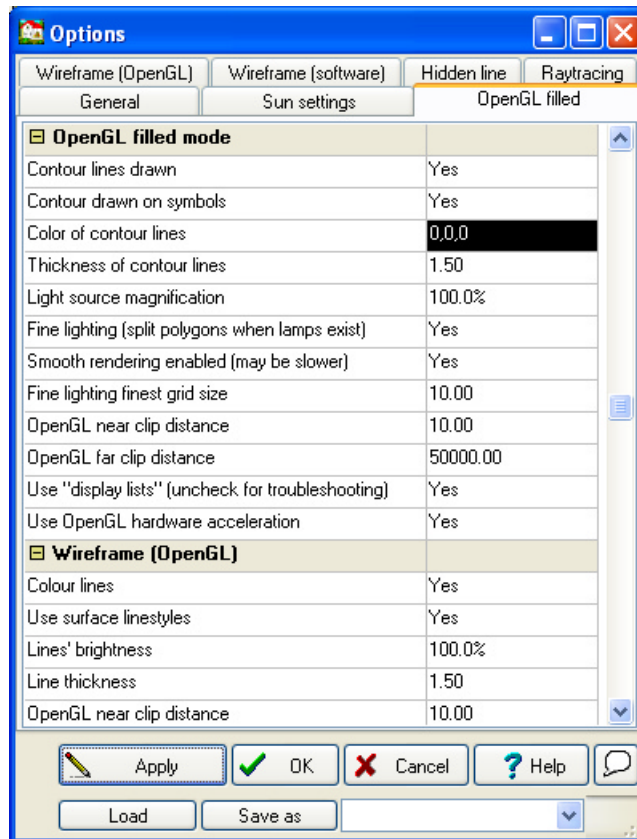 Options
Wireframe (OpenGL) Wireframe (software) Hidden line Raytracing
General Sun settings OpenGL filled
OpenGL filled mode
Contour lines drawn Yes
Contour drawn on symbols Yes
Color of contour lines 0,0,0
Thickness of contour lines 1.50
Light source magnification 100.0%
Fine lighting (split polygons when lamps exist) Yes
Smooth rendering enabled (may be slower) Yes
Fine lighting finest grid size 10.00
OpenGL near clip distance 10.00
OpenGL far clip distance 50000.00
Use "display lists" (uncheck for troubleshooting) Yes
Use OpenGL hardware acceleration Yes
Wireframe (OpenGL)
Colour lines Yes
Use surface linestyles Yes
Lines' brightness 100.0%
Line thickness 1.50
OpenGL near clip distance 10.00
Apply OK Cancel Help
Load Save as